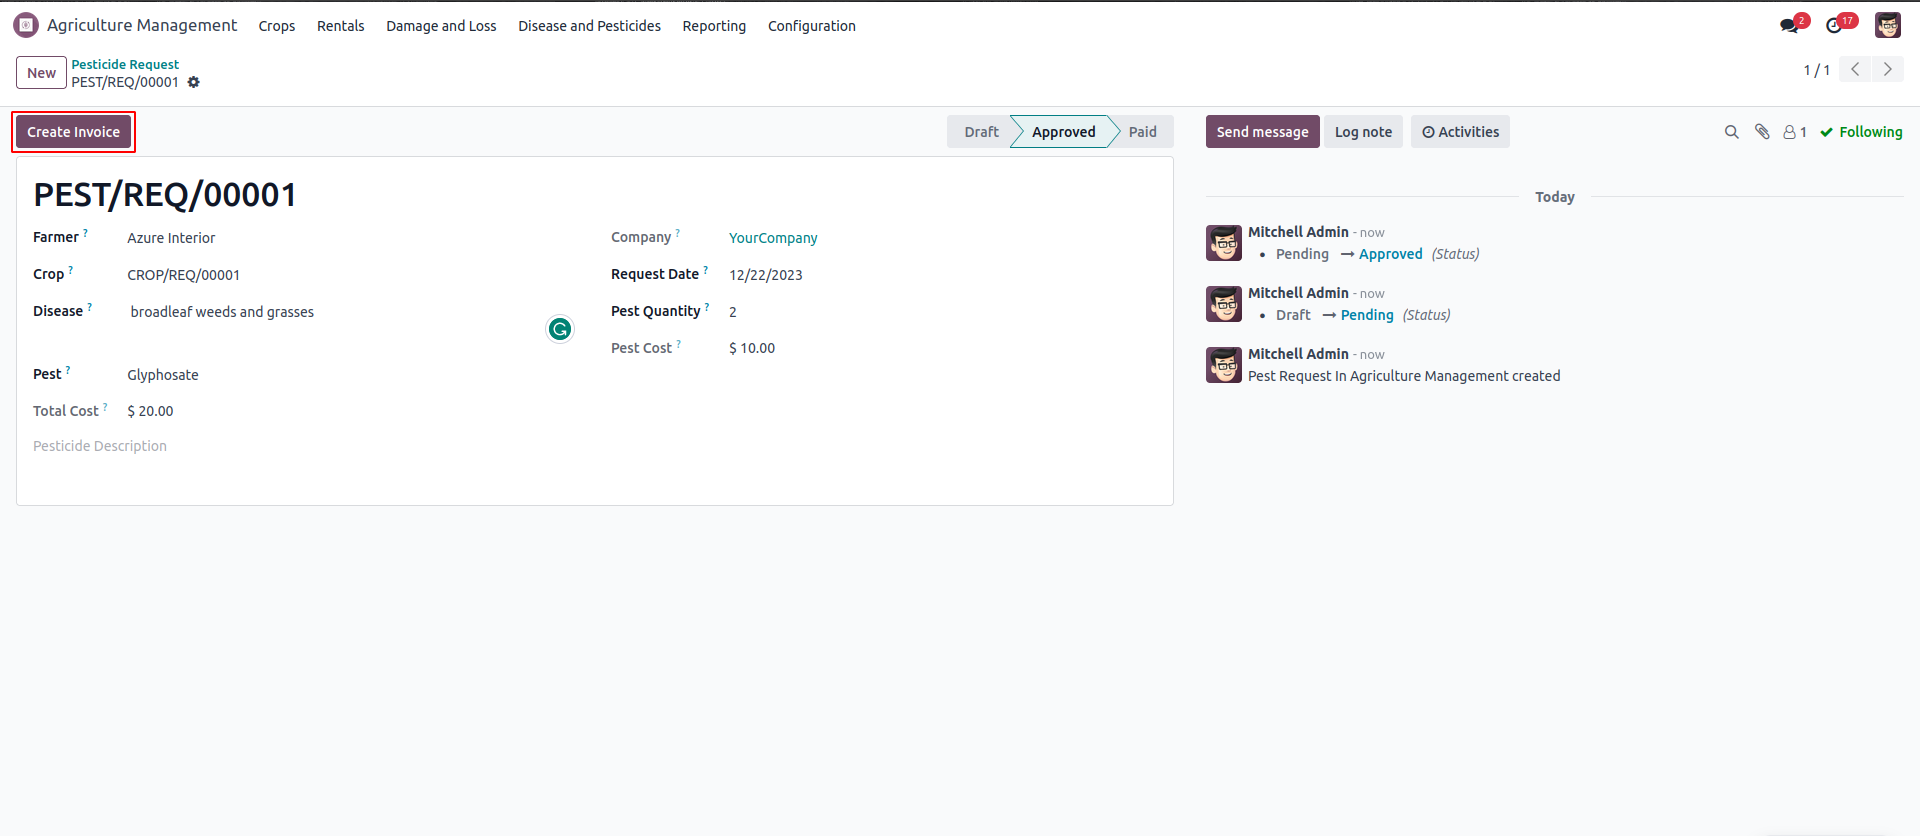 Agriculture Management Crops Rentals Damage and Loss Disease and Pesticides Reporting Configuration 2 17
New Pesticide Request
PEST/REQ/00001
1 / 1
Create Invoice Draft Approved Paid Send message Log note Activities 1 Following
PEST/REQ/00001
Farmer ? Azure Interior
Company ? YourCompany
Crop ? CROP/REQ/00001
Request Date ? 12/22/2023
Disease ? broadleaf weeds and grasses
Pest Quantity ? 2
Pest Cost ? $ 10.00
Pest ? Glyphosate
Total Cost ? $ 20.00
Pesticide Description
Today
Mitchell Admin - now
• Pending → Approved (Status)
Mitchell Admin - now
• Draft → Pending (Status)
Mitchell Admin - now
Pest Request In Agriculture Management created